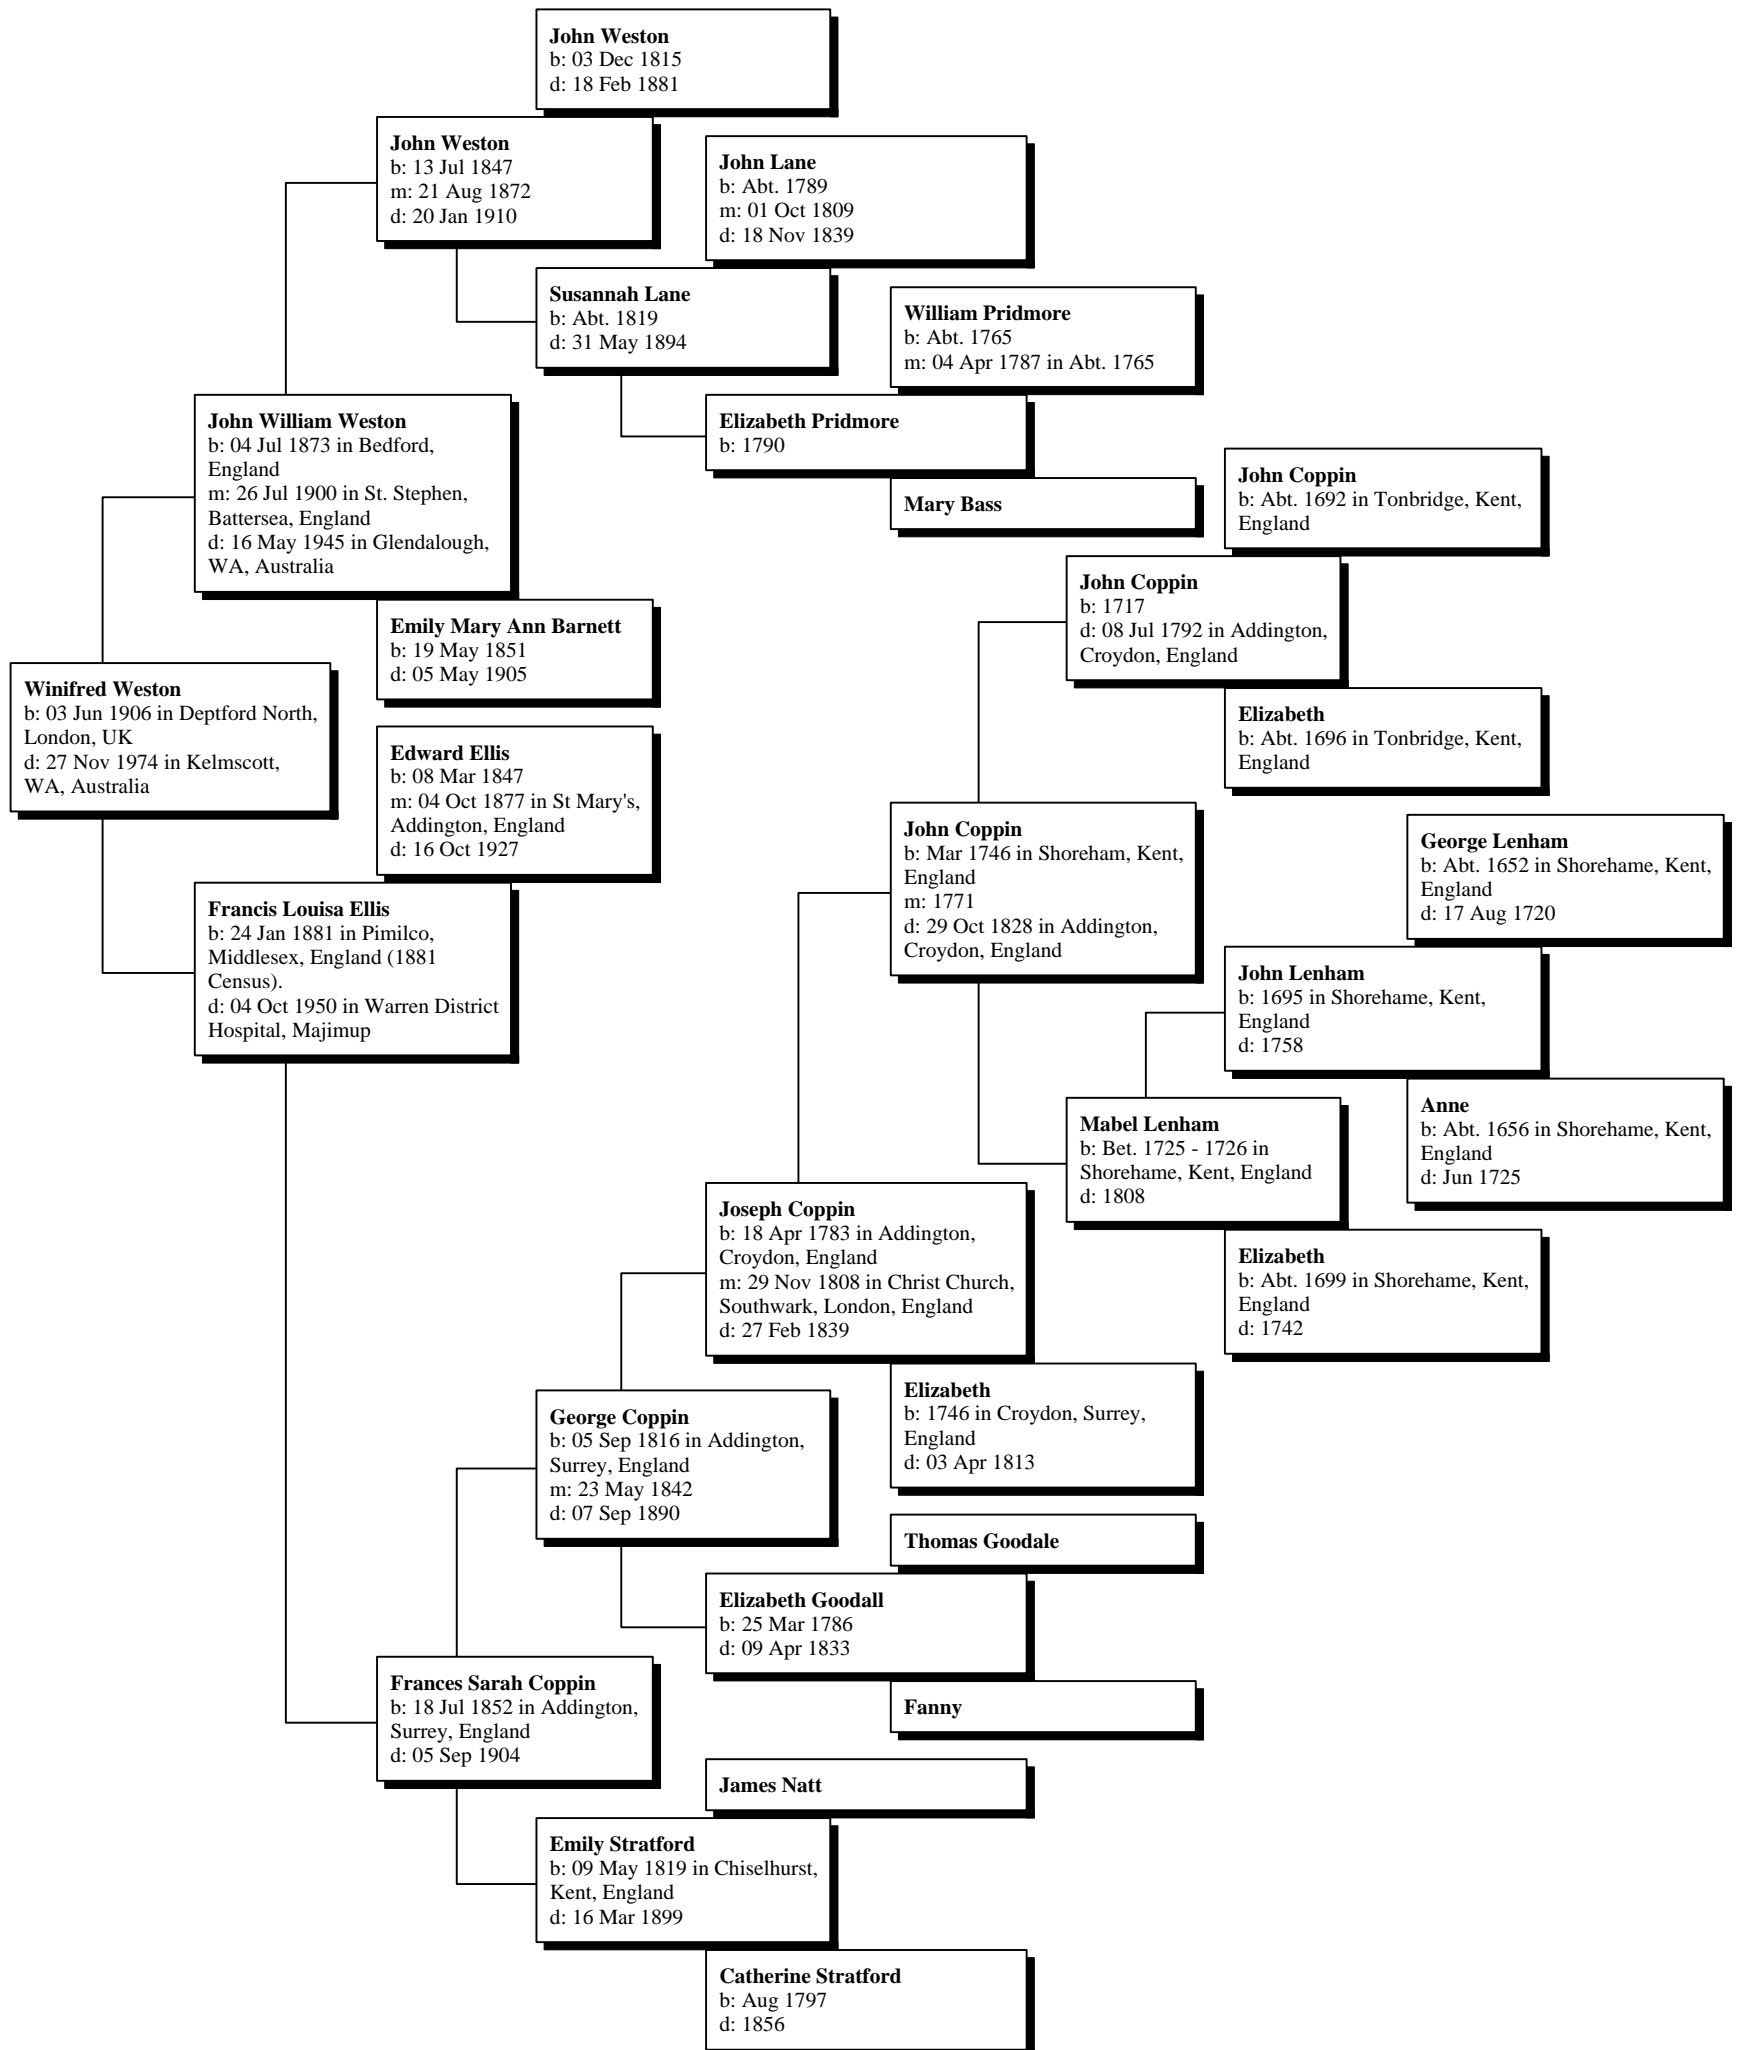 John Weston
b: 03 Dec 1815
d: 18 Feb 1881
John Weston
b: 13 Jul 1847
m: 21 Aug 1872
d: 20 Jan 1910
John Lane
b: Abt. 1789
m: 01 Oct 1809
d: 18 Nov 1839
Susannah Lane
b: Abt. 1819
d: 31 May 1894
William Pridmore
b: Abt. 1765
m: 04 Apr 1787 in Abt. 1765
Elizabeth Pridmore
b: 1790
Mary Bass
John William Weston
b: 04 Jul 1873 in Bedford,
England
m: 26 Jul 1900 in St. Stephen,
Battersea, England
d: 16 May 1945 in Glendalough,
WA, Australia
Emily Mary Ann Barnett
b: 19 May 1851
d: 05 May 1905
Winifred Weston
b: 03 Jun 1906 in Deptford North,
London, UK
d: 27 Nov 1974 in Kelmscott,
WA, Australia
Edward Ellis
b: 08 Mar 1847
m: 04 Oct 1877 in St Mary's,
Addington, England
d: 16 Oct 1927
Francis Louisa Ellis
b: 24 Jan 1881 in Pimilco,
Middlesex, England (1881
Census).
d: 04 Oct 1950 in Warren District
Hospital, Majimup
John Coppin
b: Abt. 1692 in Tonbridge, Kent,
England
John Coppin
b: 1717
d: 08 Jul 1792 in Addington,
Croydon, England
Elizabeth
b: Abt. 1696 in Tonbridge, Kent,
England
John Coppin
b: Mar 1746 in Shoreham, Kent,
England
m: 1771
d: 29 Oct 1828 in Addington,
Croydon, England
George Lenham
b: Abt. 1652 in Shorehame, Kent,
England
d: 17 Aug 1720
John Lenham
b: 1695 in Shorehame, Kent,
England
d: 1758
Anne
b: Abt. 1656 in Shorehame, Kent,
England
d: Jun 1725
Mabel Lenham
b: Bet. 1725 - 1726 in
Shorehame, Kent, England
d: 1808
Elizabeth
b: Abt. 1699 in Shorehame, Kent,
England
d: 1742
Joseph Coppin
b: 18 Apr 1783 in Addington,
Croydon, England
m: 29 Nov 1808 in Christ Church,
Southwark, London, England
d: 27 Feb 1839
Elizabeth
b: 1746 in Croydon, Surrey,
England
d: 03 Apr 1813
George Coppin
b: 05 Sep 1816 in Addington,
Surrey, England
m: 23 May 1842
d: 07 Sep 1890
Thomas Goodale
Elizabeth Goodall
b: 25 Mar 1786
d: 09 Apr 1833
Fanny
Frances Sarah Coppin
b: 18 Jul 1852 in Addington,
Surrey, England
d: 05 Sep 1904
James Natt
Emily Stratford
b: 09 May 1819 in Chiselhurst,
Kent, England
d: 16 Mar 1899
Catherine Stratford
b: Aug 1797
d: 1856